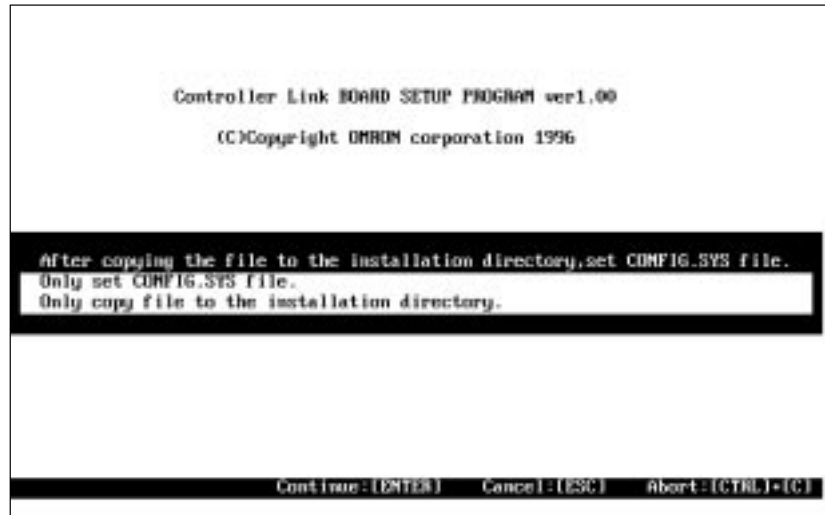 Controller Link BOARD SETUP PROGRAM ver1.00
(C)Copyright OMRON corporation 1996
After copying the file to the installation directory,set CONFIG.SYS file.
Only set CONFIG.SYS file.
Only copy file to the installation directory.
Continue:[ENTER] Cancel:[ESC] Abort:[CTRL]+[C]